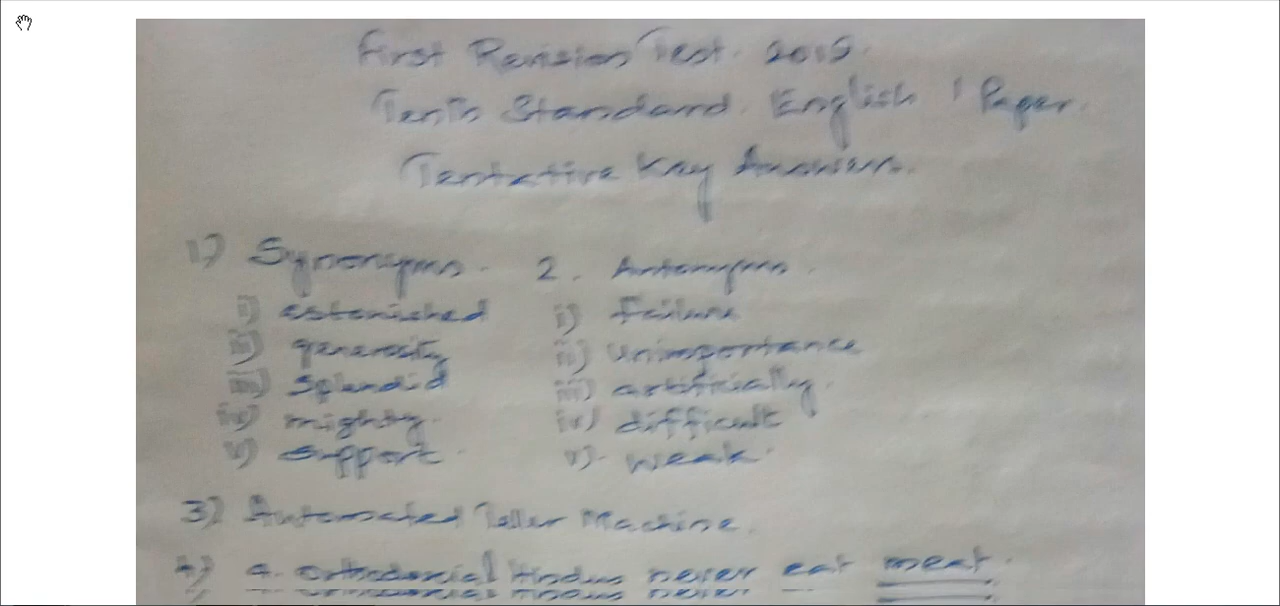 First Revision Test. 2019.
Tenth Standard. English I Paper.
Tentative Key Answers.
1) Synonyms. 2. Antonyms.
i) astonished i) Failure
ii) generosity ii) unimportance
iii) Splendid iii) artificially.
iv) mighty. iv) difficult
v) Support. v). weak.
3) Automated Teller Machine.
4) a. Orthodoxial Hindus never eat meat.